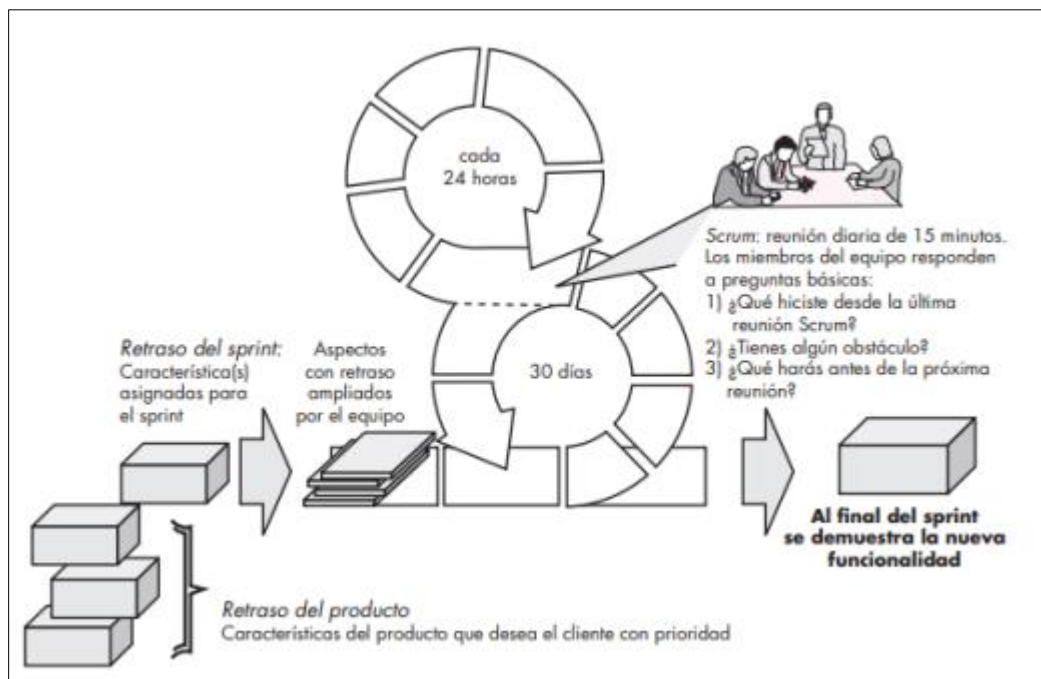 cada
24 horas
Scrum: reunión diaria de 15 minutos.
Los miembros del equipo responden
a preguntas básicas:
1) ¿Qué hiciste desde la última
reunión Scrum?
2) ¿Tienes algún obstáculo?
3) ¿Qué harás antes de la próxima
reunión?
30 días
Retraso del sprint:
Característica(s)
asignadas para
el sprint
Aspectos
con retraso
ampliados
por el equipo
Al final del sprint
se demuestra la nueva
funcionalidad
Retraso del producto
Características del producto que desea el cliente con prioridad